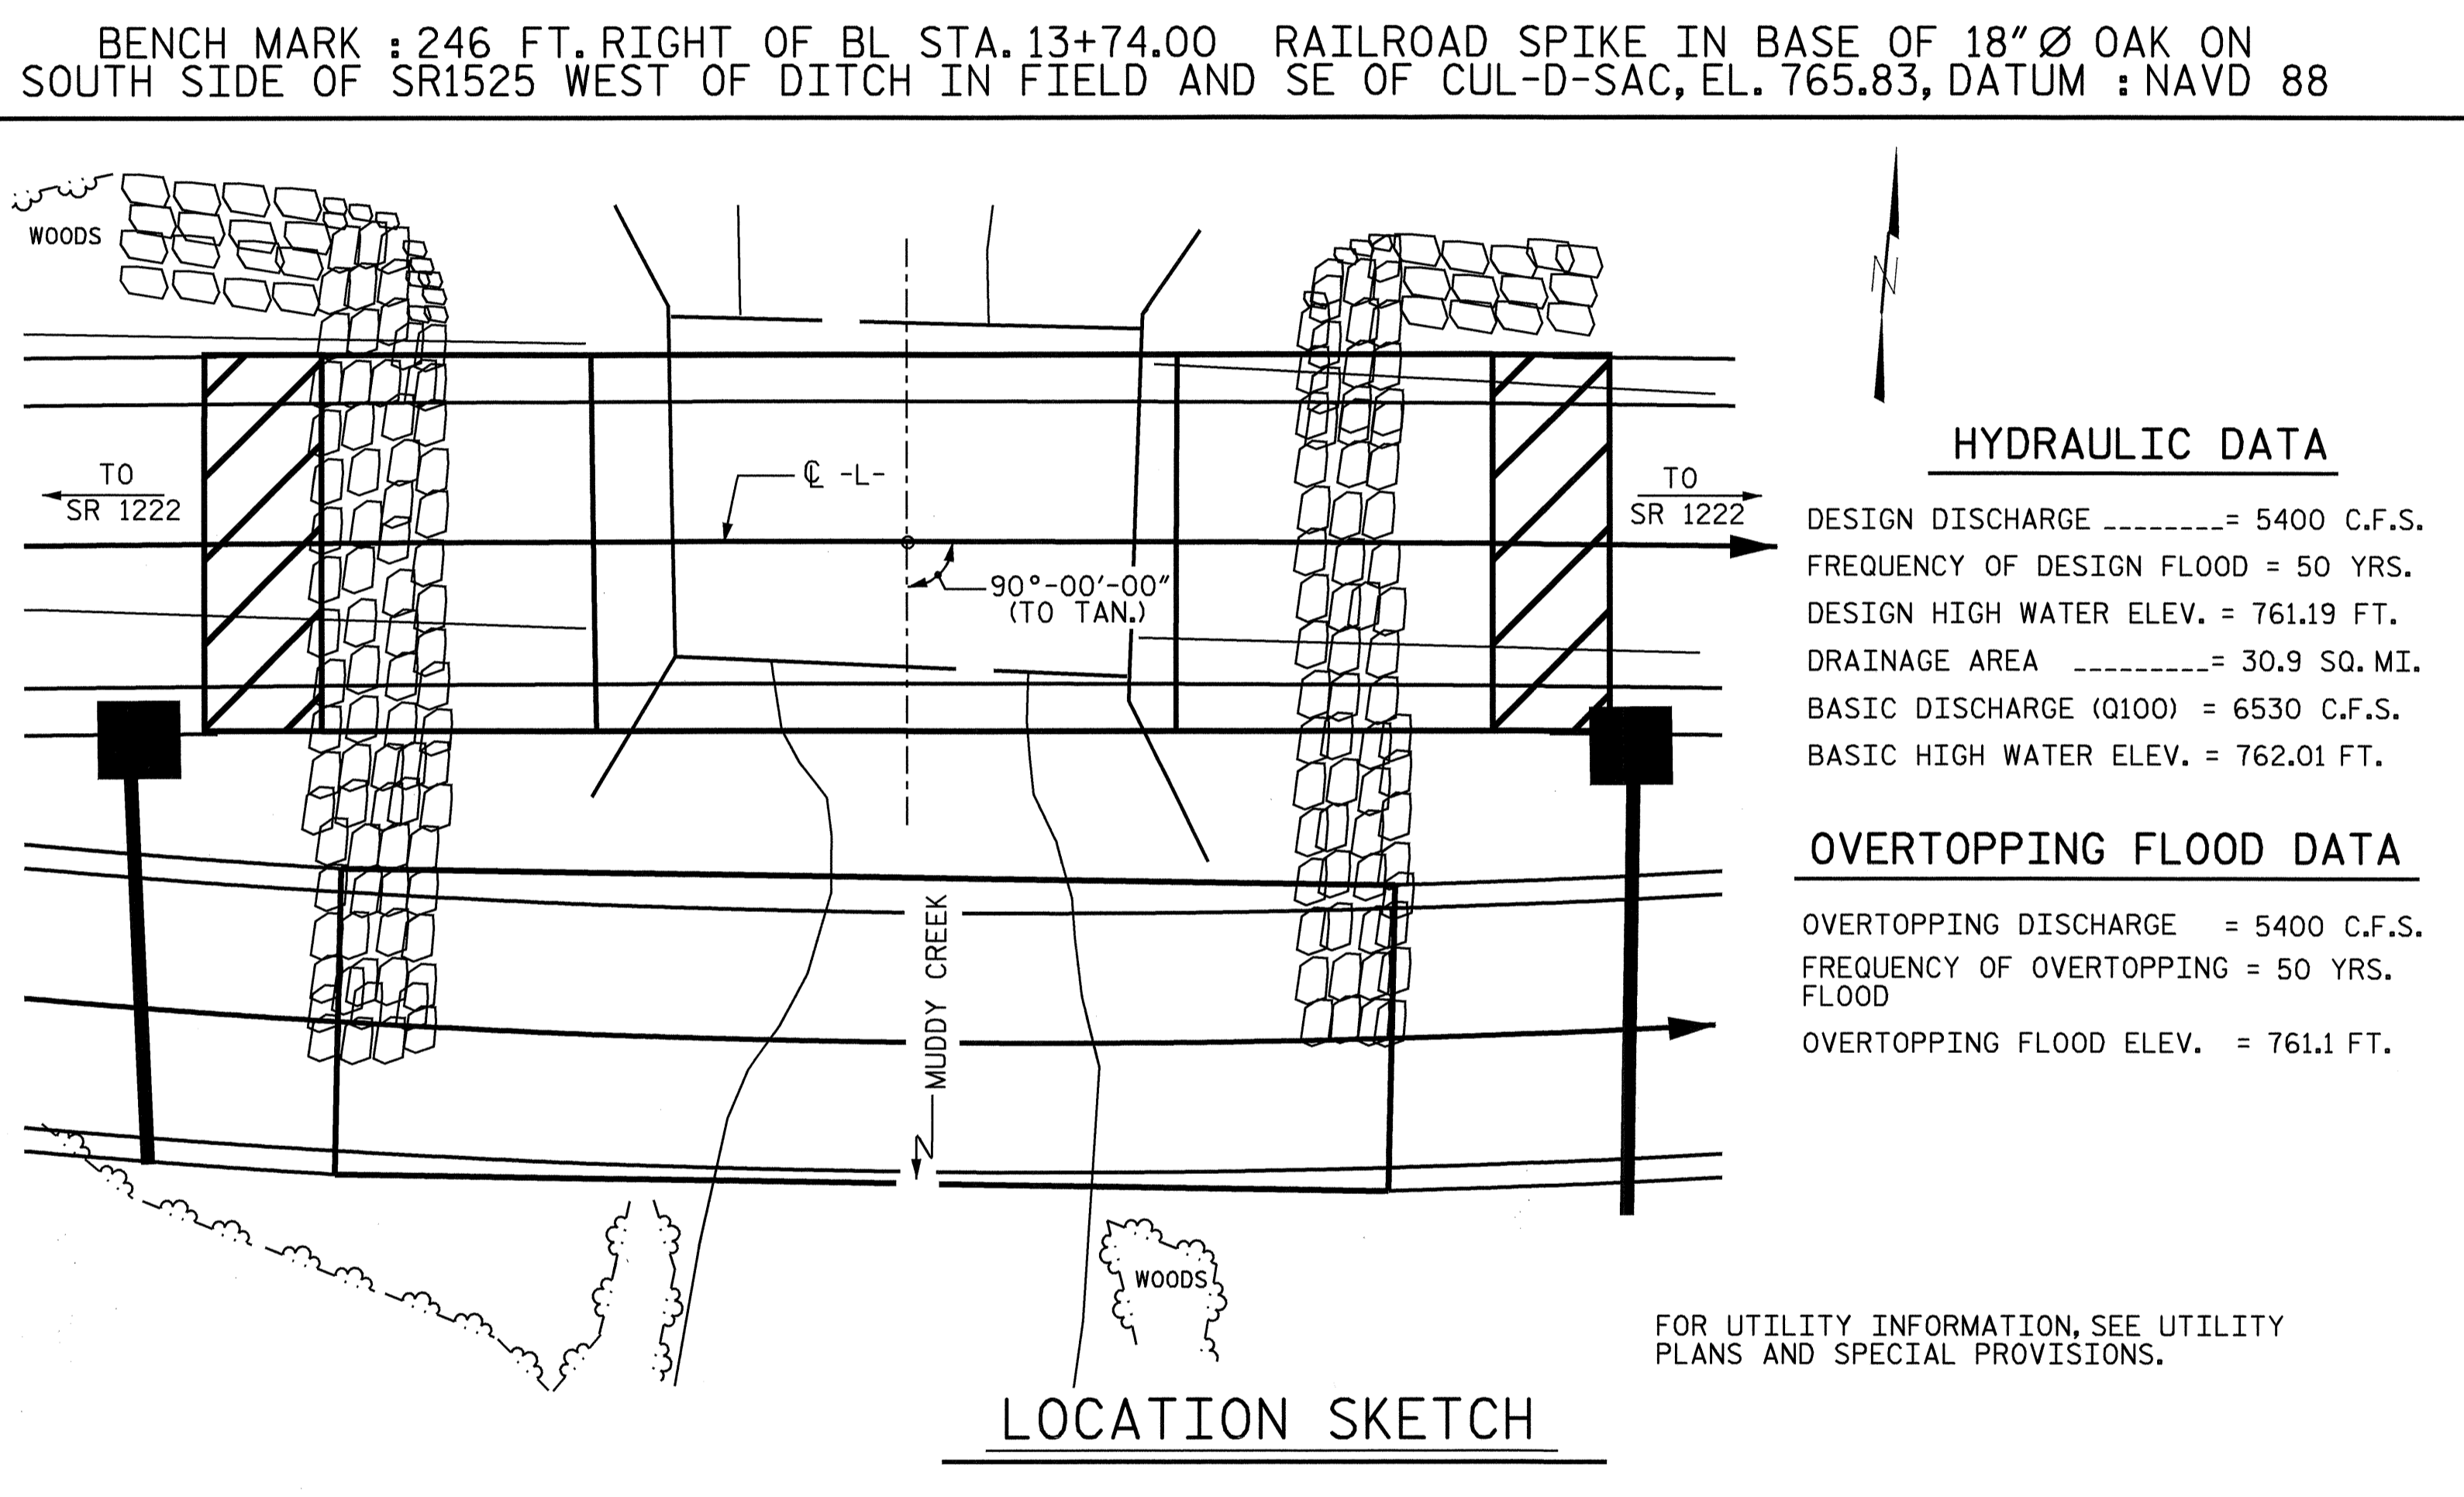 BENCH MARK : 246 FT. RIGHT OF BL STA. 13+74.00 RAILROAD SPIKE IN BASE OF 18" Ø OAK ON
SOUTH SIDE OF SR1525 WEST OF DITCH IN FIELD AND SE OF CUL-D-SAC, EL. 765.83, DATUM : NAVD 88
WOODS
N
℄ -L-
TO
SR 1222
TO
SR 1222
90°-00'-00"
(TO TAN.)
MUDDY CREEK
WOODS
HYDRAULIC DATA
DESIGN DISCHARGE --------= 5400 C.F.S.
FREQUENCY OF DESIGN FLOOD = 50 YRS.
DESIGN HIGH WATER ELEV. = 761.19 FT.
DRAINAGE AREA ---------= 30.9 SQ. MI.
BASIC DISCHARGE (Q100) = 6530 C.F.S.
BASIC HIGH WATER ELEV. = 762.01 FT.
OVERTOPPING FLOOD DATA
OVERTOPPING DISCHARGE = 5400 C.F.S.
FREQUENCY OF OVERTOPPING = 50 YRS.
FLOOD
OVERTOPPING FLOOD ELEV. = 761.1 FT.
FOR UTILITY INFORMATION, SEE UTILITY
PLANS AND SPECIAL PROVISIONS.
LOCATION SKETCH